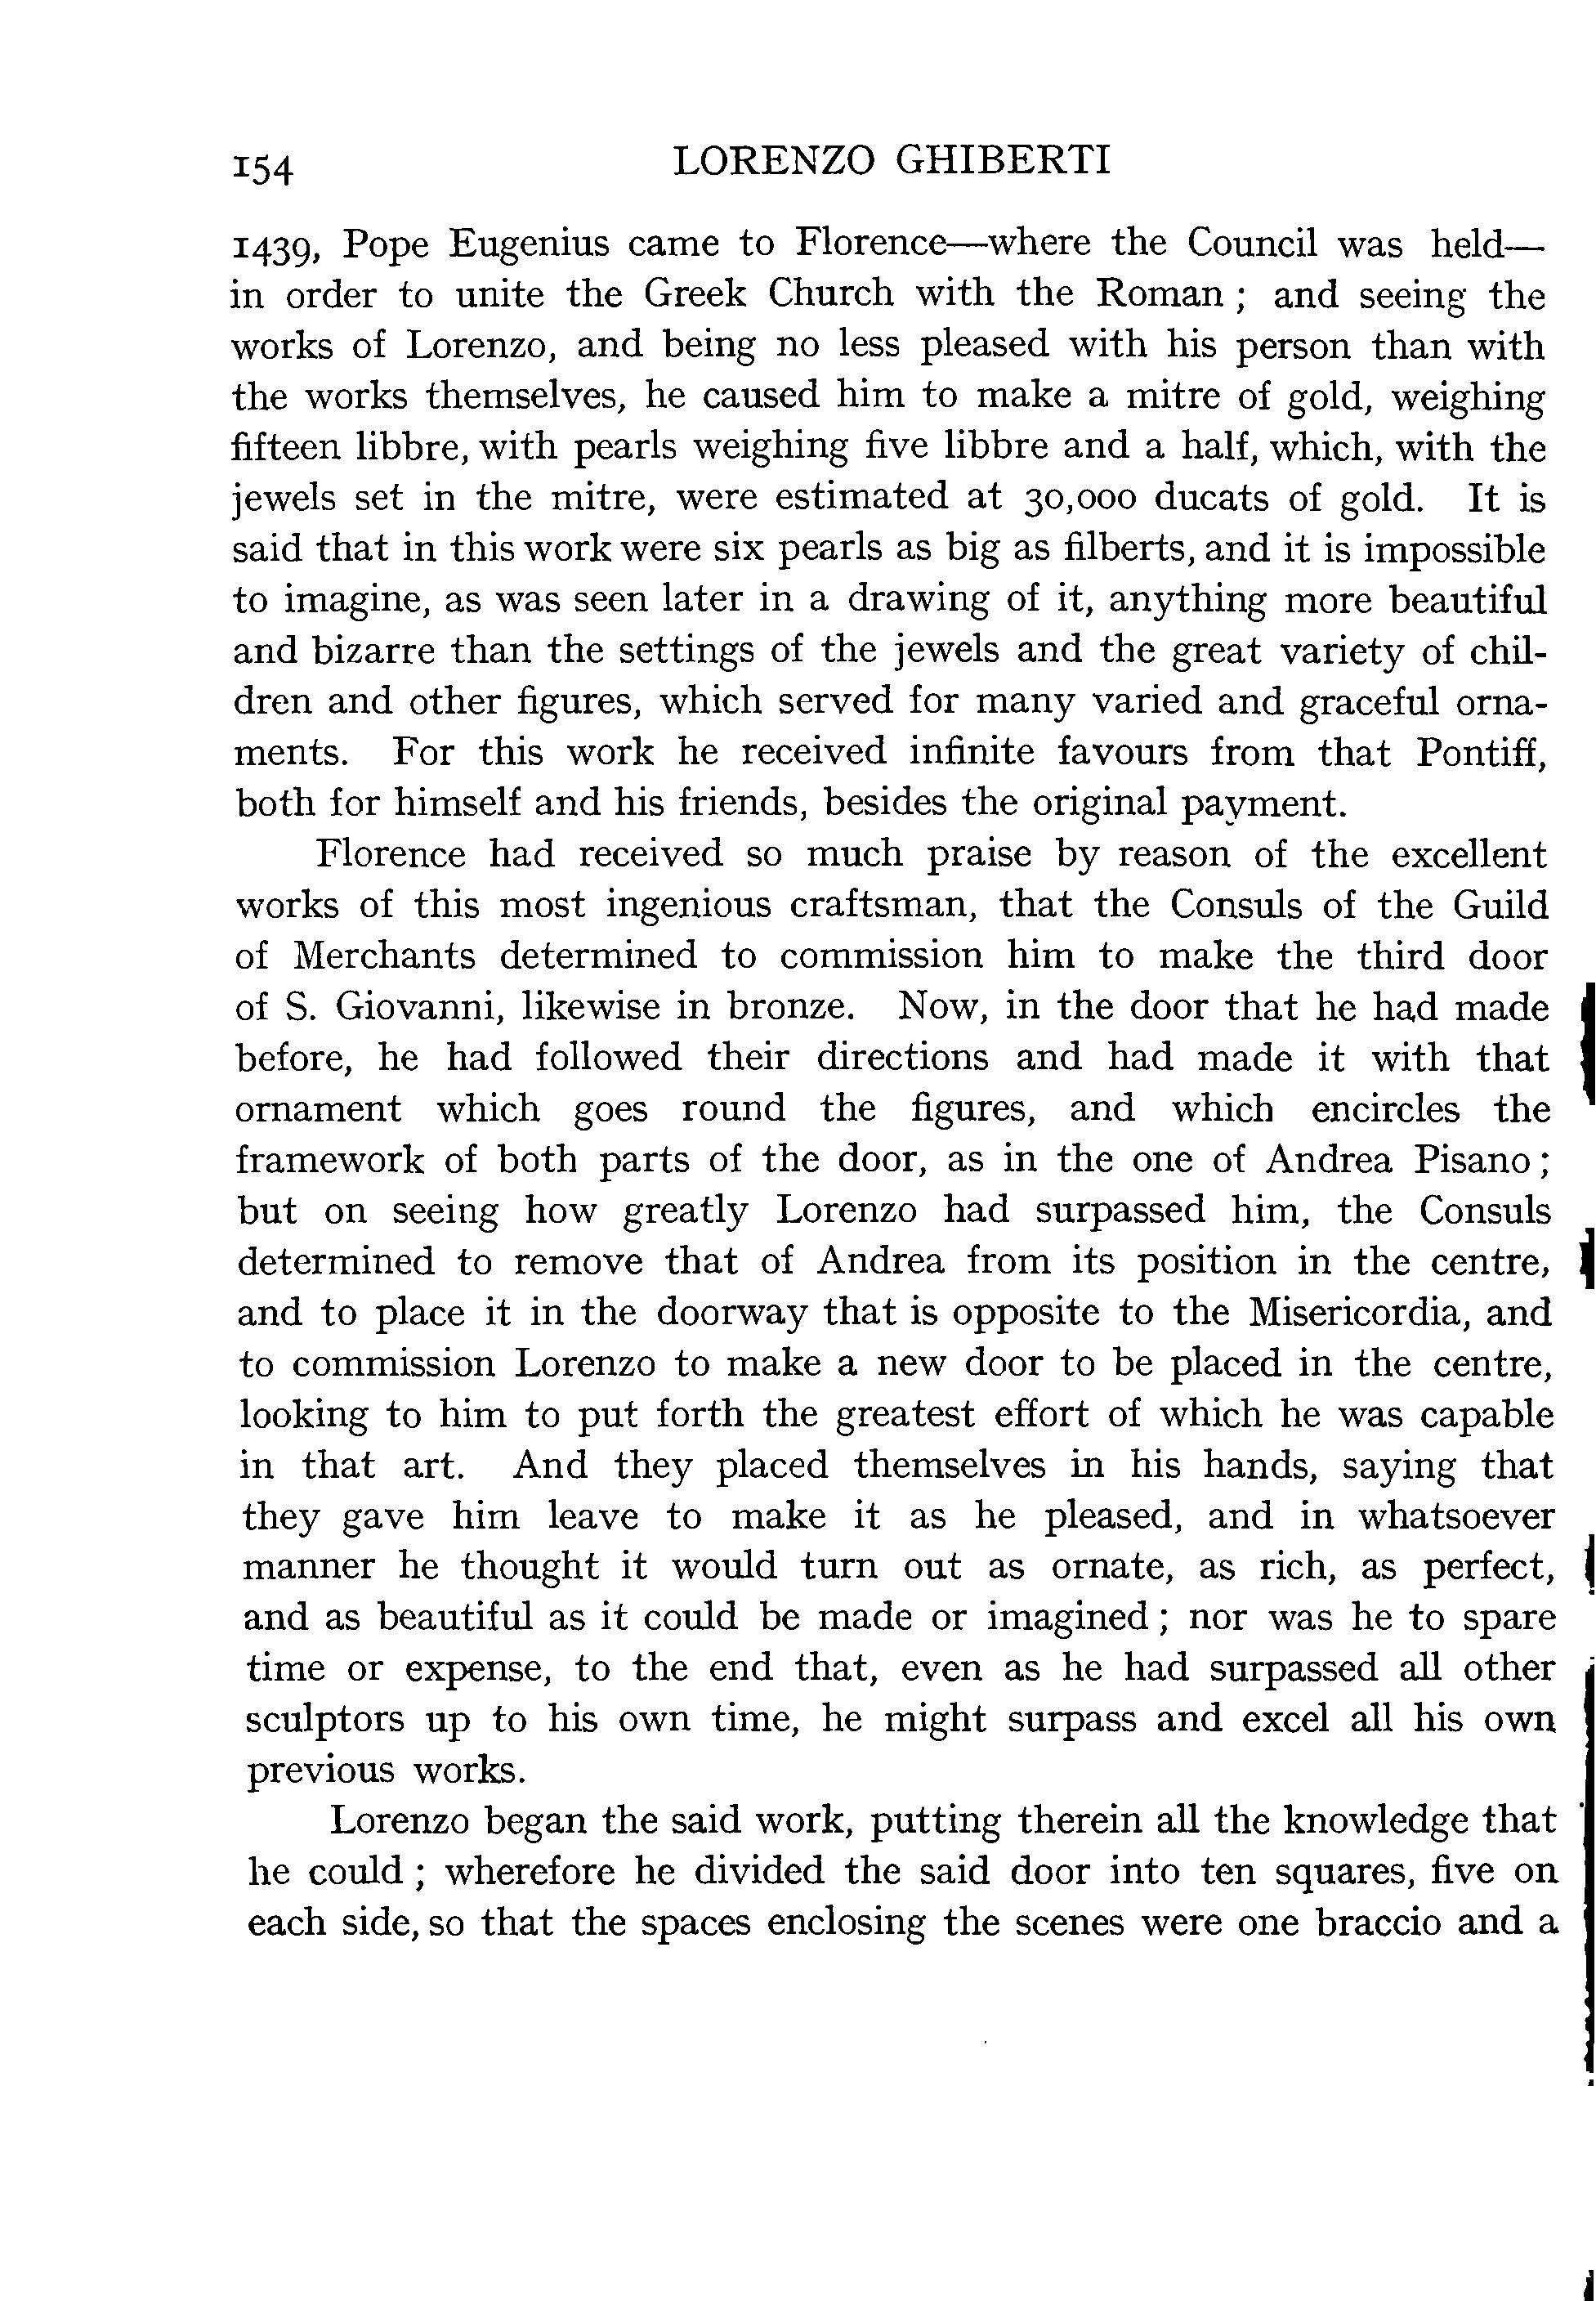 154 LORENZO GHIBERTI
1439, Pope Eugenius came to Florence—where the Council was held—
in order to unite the Greek Church with the Roman ; and seeing the
works of Lorenzo, and being no less pleased with his person than with
the works themselves, he caused him to make a mitre of gold, weighing
fifteen libbre, with pearls weighing five libbre and a half, which, with the
jewels set in the mitre, were estimated at 30,000 ducats of gold. It is
said that in this work were six pearls as big as filberts, and it is impossible
to imagine, as was seen later in a drawing of it, anything more beautiful
and bizarre than the settings of the jewels and the great variety of chil-
dren and other figures, which served for many varied and graceful orna-
ments. For this work he received infinite favours from that Pontiff,
both for himself and his friends, besides the original payment.
Florence had received so much praise by reason of the excellent
works of this most ingenious craftsman, that the Consuls of the Guild
of Merchants determined to commission him to make the third door
of S. Giovanni, likewise in bronze. Now, in the door that he had made
before, he had followed their directions and had made it with that
ornament which goes round the figures, and which encircles the
framework of both parts of the door, as in the one of Andrea Pisano ;
but on seeing how greatly Lorenzo had surpassed him, the Consuls
determined to remove that of Andrea from its position in the centre,
and to place it in the doorway that is opposite to the Misericordia, and
to commission Lorenzo to make a new door to be placed in the centre,
looking to him to put forth the greatest effort of which he was capable
in that art. And they placed themselves in his hands, saying that
they gave him leave to make it as he pleased, and in whatsoever
manner he thought it would turn out as ornate, as rich, as perfect,
and as beautiful as it could be made or imagined ; nor was he to spare
time or expense, to the end that, even as he had surpassed all other
sculptors up to his own time, he might surpass and excel all his own
previous works.
Lorenzo began the said work, putting therein all the knowledge that
he could ; wherefore he divided the said door into ten squares, five on
each side, so that the spaces enclosing the scenes were one braccio and a